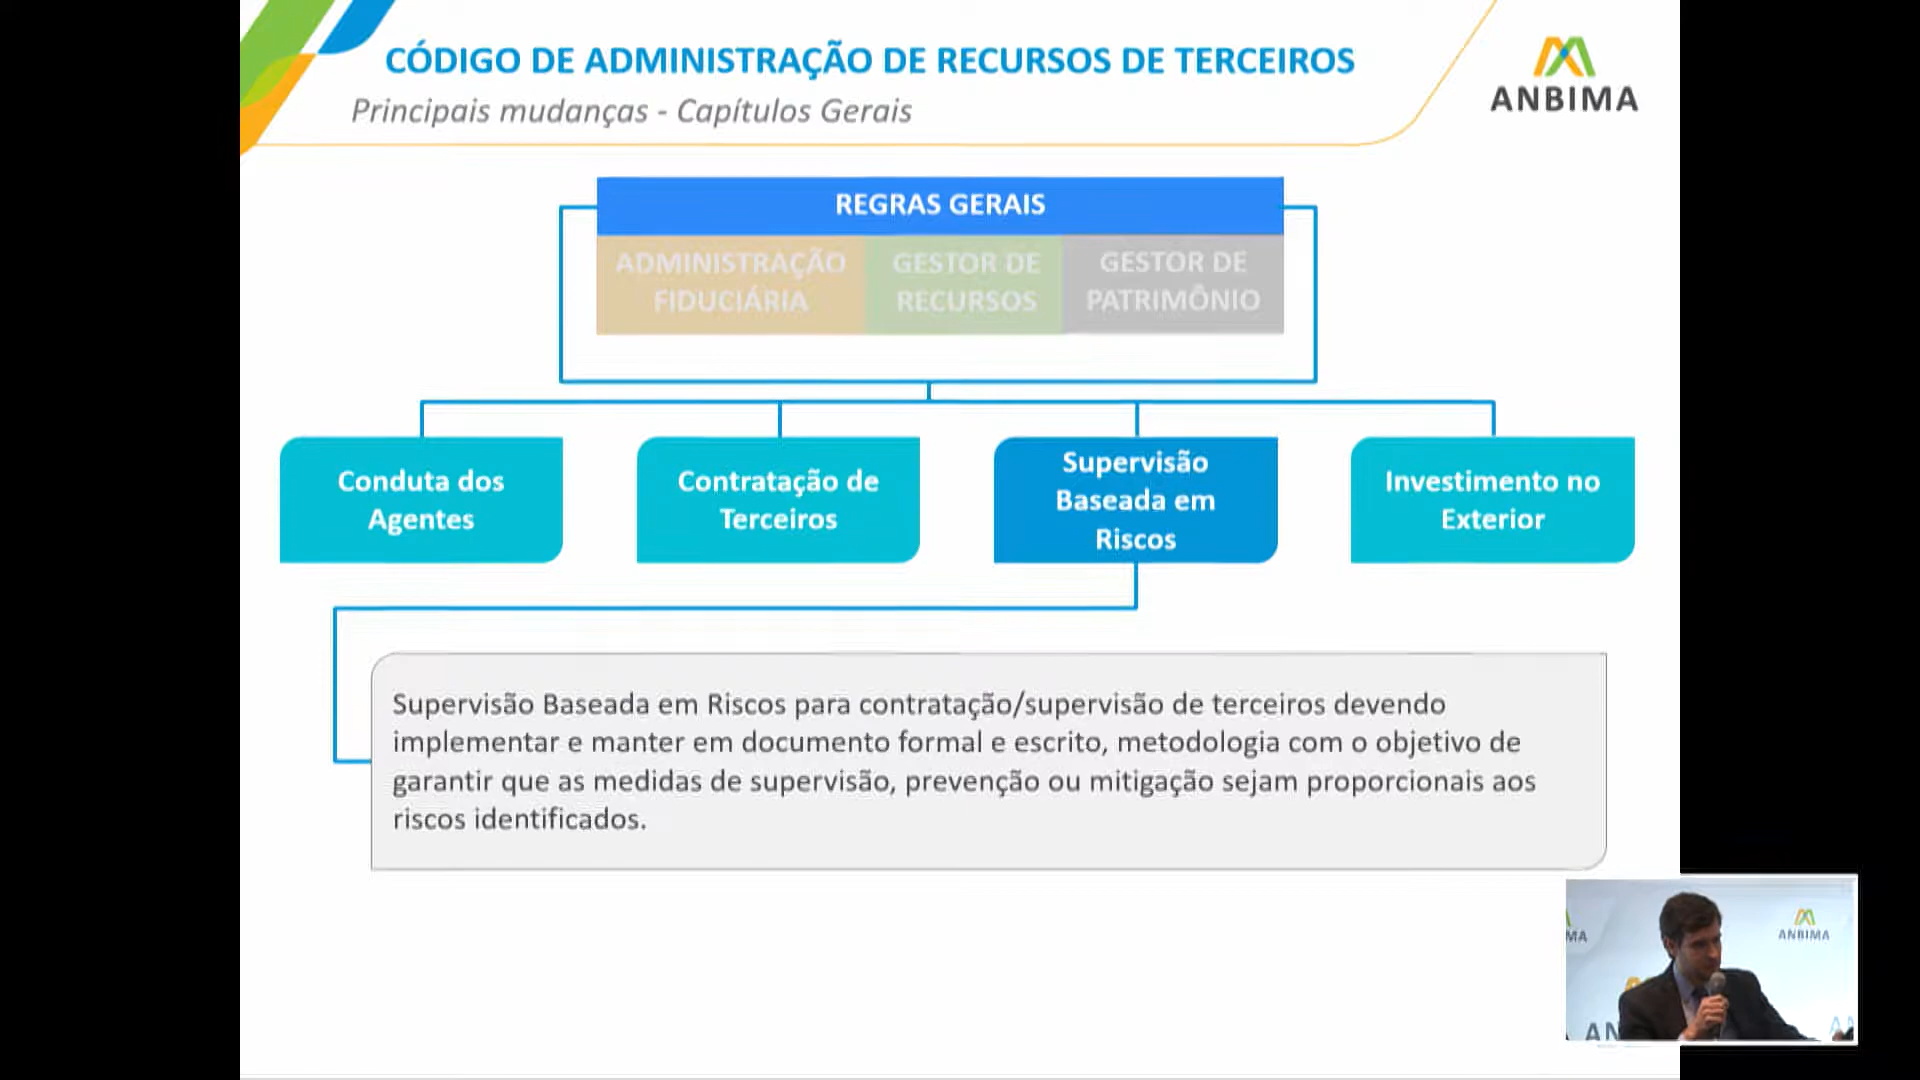 CÓDIGO DE ADMINISTRAÇÃO DE RECURSOS DE TERCEIROS
Principais mudanças - Capítulos Gerais
ANBIMA
REGRAS GERAIS
ADMINISTRAÇÃO
FIDUCIÁRIA
GESTOR DE
RECURSOS
GESTOR DE
PATRIMÔNIO
Conduta dos
Agentes
Contratação de
Terceiros
Supervisão
Baseada em
Riscos
Investimento no
Exterior
Supervisão Baseada em Riscos para contratação/supervisão de terceiros devendo
implementar e manter em documento formal e escrito, metodologia com o objetivo de
garantir que as medidas de supervisão, prevenção ou mitigação sejam proporcionais aos
riscos identificados.
MA
ANBIMA
AN